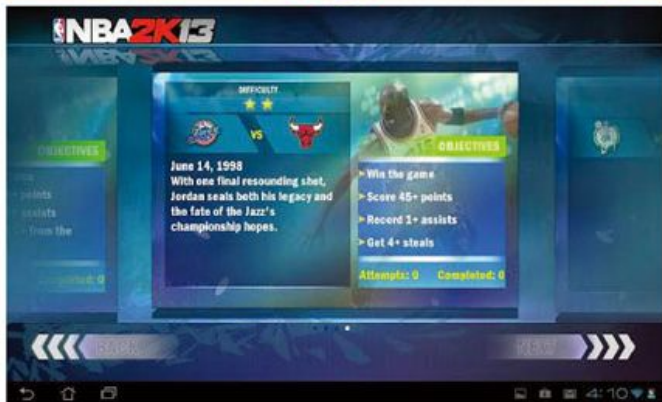 NBA2K13
DIFFICULTY
VS
June 14, 1998
With one final resounding shot,
Jordan seals both his legacy and
the fate of the Jazz's
championship hopes.
OBJECTIVES
Win the game
Score 45+ points
Record 1+ assists
Get 4+ steals
Attempts: 0 Completed: 0
OBJECTIVES
points
assists
from the
Completed: 0
BACK
NEXT
4:10